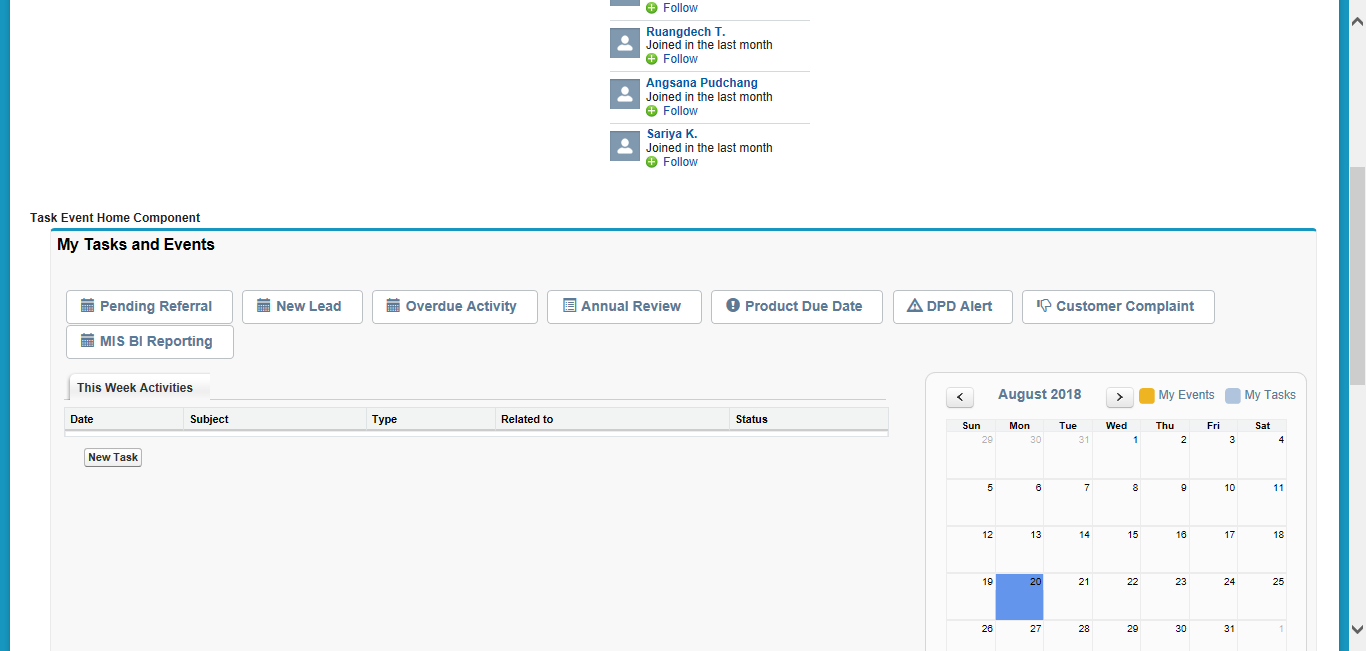 Follow
Ruangdech T.
Joined in the last month
Follow
Angsana Pudchang
Joined in the last month
Follow
Sariya K.
Joined in the last month
Follow
Task Event Home Component
My Tasks and Events
Pending Referral New Lead Overdue Activity Annual Review Product Due Date DPD Alert Customer Complaint
MIS BI Reporting
This Week Activities
Date Subject Type Related to Status
New Task
< August 2018 > My Events My Tasks
Sun Mon Tue Wed Thu Fri Sat
29 30 31 1 2 3 4
5 6 7 8 9 10 11
12 13 14 15 16 17 18
19 20 21 22 23 24 25
26 27 28 29 30 31 1